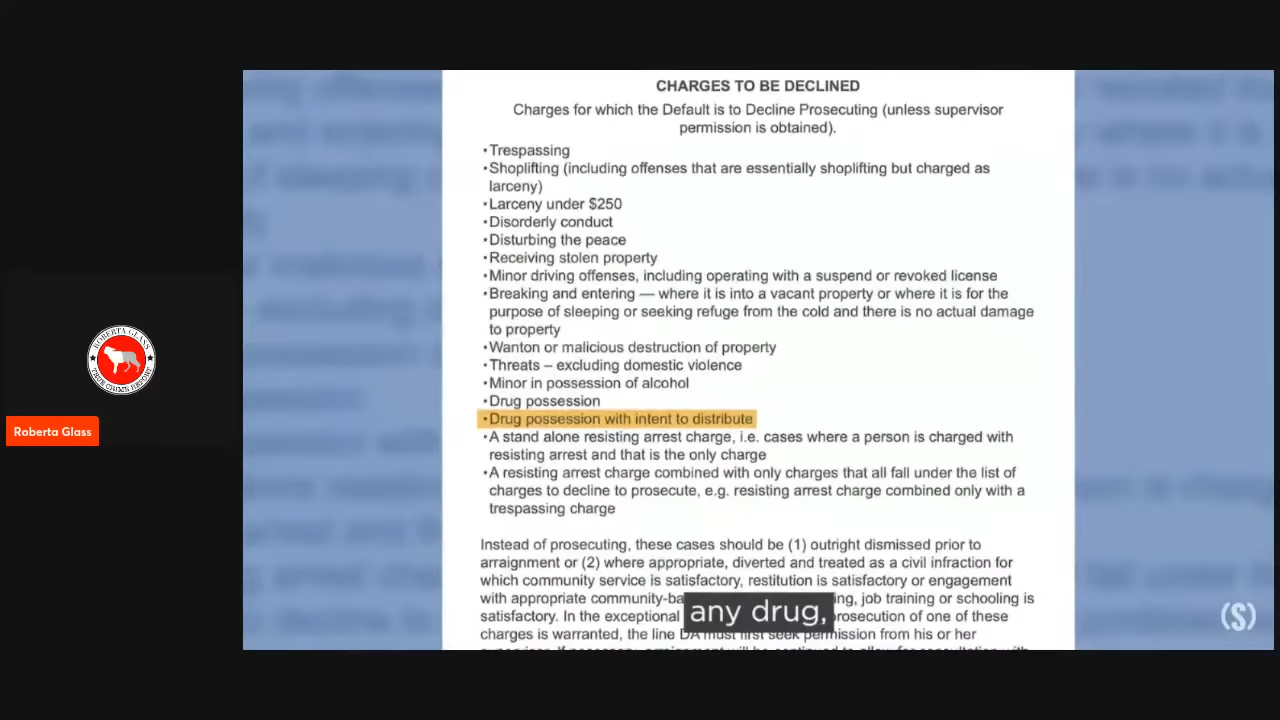 CHARGES TO BE DECLINED
Charges for which the Default is to Decline Prosecuting (unless supervisor
permission is obtained).
•Trespassing
•Shoplifting (including offenses that are essentially shoplifting but charged as
larceny)
•Larceny under $250
•Disorderly conduct
•Disturbing the peace
•Receiving stolen property
•Minor driving offenses, including operating with a suspend or revoked license
•Breaking and entering — where it is into a vacant property or where it is for the
purpose of sleeping or seeking refuge from the cold and there is no actual damage
to property
•Wanton or malicious destruction of property
•Threats – excluding domestic violence
•Minor in possession of alcohol
•Drug possession
•Drug possession with intent to distribute
•A stand alone resisting arrest charge, i.e. cases where a person is charged with
resisting arrest and that is the only charge
•A resisting arrest charge combined with only charges that all fall under the list of
charges to decline to prosecute, e.g. resisting arrest charge combined only with a
trespassing charge
Instead of prosecuting, these cases should be (1) outright dismissed prior to
arraignment or (2) where appropriate, diverted and treated as a civil infraction for
which community service is satisfactory, restitution is satisfactory or engagement
with appropriate job training or schooling is
satisfactory. In the exceptional prosecution of one of these
charges is warranted, the line DA must first seek permission from his or her
any drug,
ROBERTA GLASS
TRUE CRIME REPORT
Roberta Glass
(S)